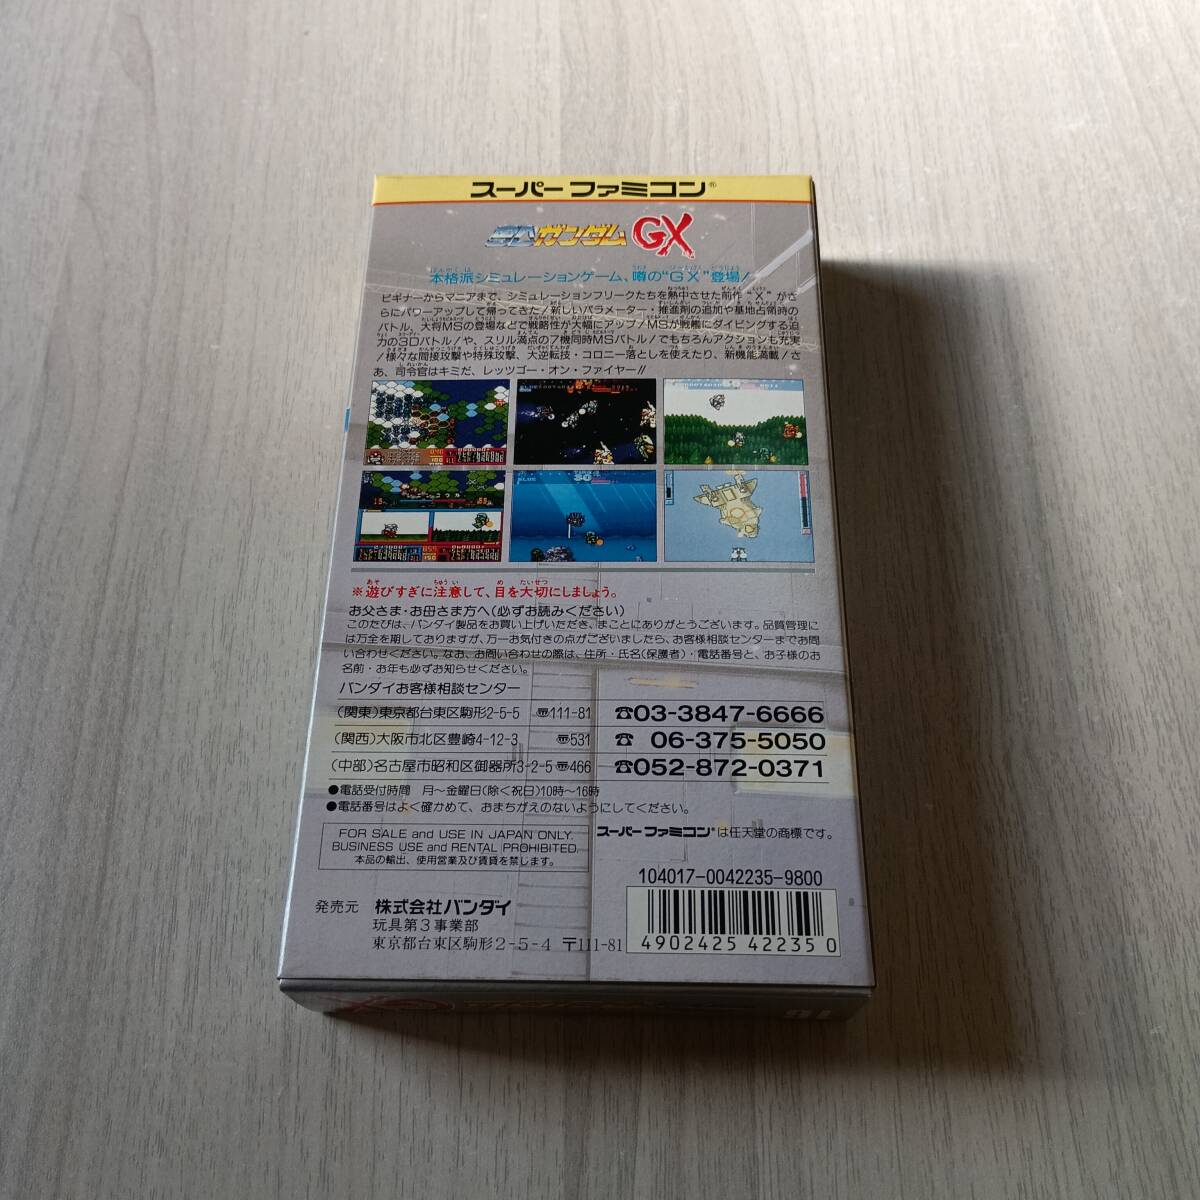 スーパーファミコン®
SDガンダムGX
本格派シミュレーションゲーム、噂の“GX”登場!
ビギナーからマニアまで、シミュレーションフリークたちを熱中させた前作“X”がさ
らにパワーアップして帰ってきた!新しいパラメーター・推進剤の追加や基地占領時の
バトル、大将MSの登場などで戦略性が大幅にアップ!MSが戦艦にダイビングする迫
力の3Dバトル!や、スリル満点の7機同時MSバトル!でもちろんアクションも充実
!様々な間接攻撃や特殊攻撃、大逆転技・コロニー落としを使えたり、新機能満載!さ
あ、司令官はキミだ、レッツゴー・オン・ファイヤー!!
※遊びすぎに注意して、目を大切にしましょう。
お父さま・お母さま方へ(必ずお読みください)
このたびは、バンダイ製品をお買い上げいただき、まことにありがとうございます。品質管理に
は万全を期しておりますが、万一お気付きの点がございましたら、お客様相談センターまでお問
い合わせください。なお、お問い合わせの際は、住所・氏名(保護者)・電話番号と、お子様のお
名前・お年も必ずお知らせください。
バンダイお客様相談センター
(関東)東京都台東区駒形2-5-5 〒111-81 ☎03-3847-6666
(関西)大阪市北区豊崎4-12-3 〒531 ☎06-375-5050
(中部)名古屋市昭和区御器所3-2-5 〒466 ☎052-872-0371
●電話受付時間 月〜金曜日(除く祝日)10時〜16時
●電話番号はよく確かめて、おまちがえのないようにしてください。
FOR SALE and USE IN JAPAN ONLY.
BUSINESS USE and RENTAL PROHIBITED.
本品の輸出、使用営業及び賃貸を禁じます。
スーパーファミコン®は任天堂の商標です。
104017-0042235-9800
4902425 422350
発売元 株式会社バンダイ
玩具第3事業部
東京都台東区駒形2-5-4 〒111-81